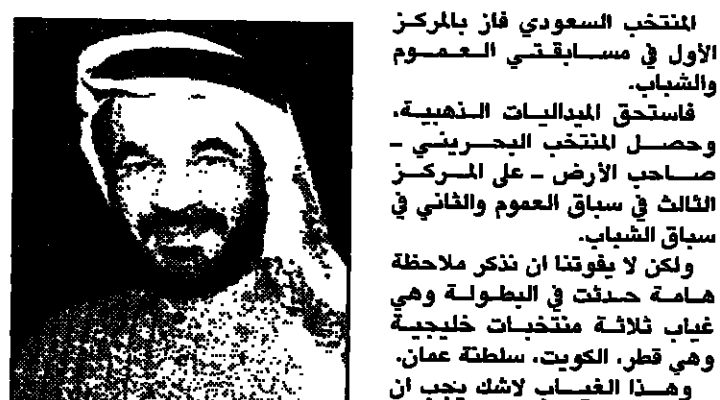 المنتخب السعودي فاز بالمركز
الأول في مسابقتي العموم
والشباب.
فاستحق الميداليات الذهبية،
وحصل المنتخب البحريني -
صاحب الأرض - على المركز
الثالث في سباق العموم والثاني في
سباق الشباب.
ولكن لا يفوتنا ان نذكر ملاحظة
هامة حدثت في البطولة وهي
غياب ثلاثة منتخبات خليجية
وهي قطر، الكويت، سلطنة عمان.
وهذا الغياب لاشك يجب ان